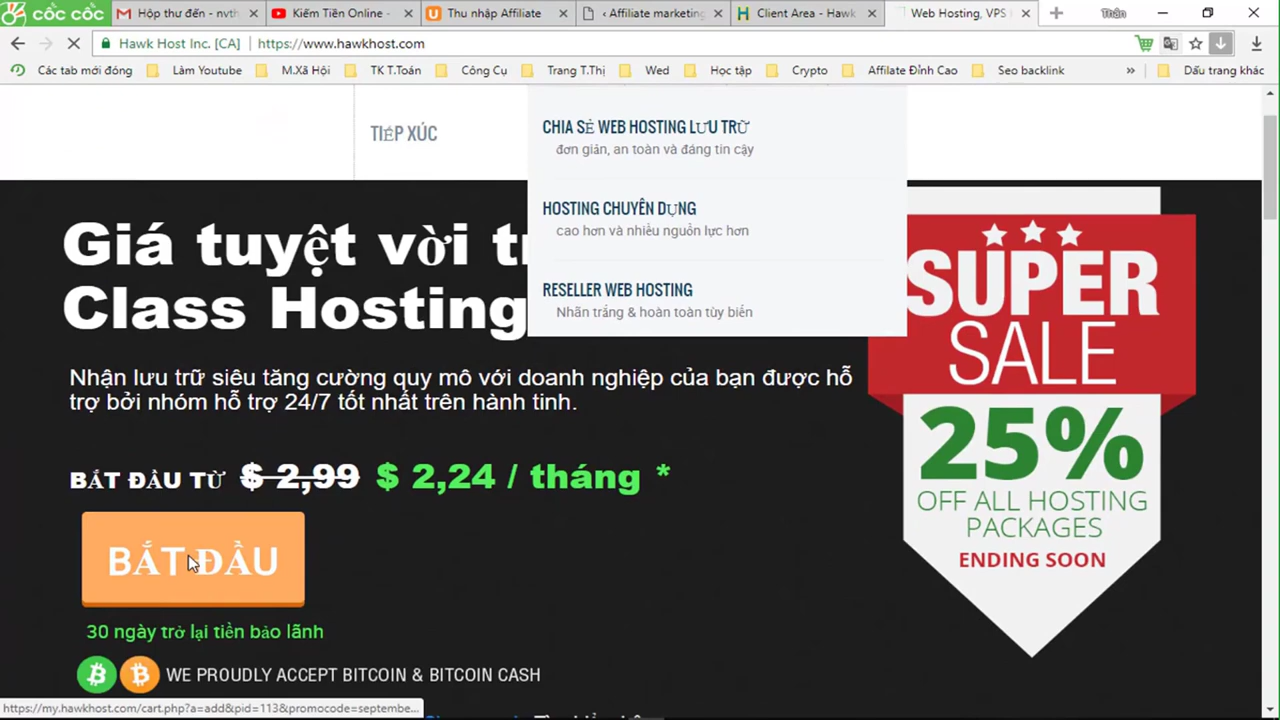 cốc cốc
Hộp thư đến - nvth
Kiếm Tiền Online -
Thu nhập Affiliate
‹ Affiliate marketing
Client Area - Hawk
Web Hosting, VPS
Thân
Hawk Host Inc. [CA]
https://www.hawkhost.com
Các tab mới đóng
Làm Youtube
M.Xã Hội
TK T.Toán
Công Cụ
Trang T.Thị
Wed
Học tập
Crypto
Affilate Đỉnh Cao
Seo backlink
»
Dấu trang khác
TIẾP XÚC
CHIA SẺ WEB HOSTING LƯU TRỮ
đơn giản, an toàn và đáng tin cậy
HOSTING CHUYÊN DỤNG
cao hơn và nhiều nguồn lực hơn
RESELLER WEB HOSTING
Nhãn trắng & hoàn toàn tùy biến
Giá tuyệt vời
Class Hosting
Nhận lưu trữ siêu tăng cường quy mô với doanh nghiệp của bạn được hỗ
trợ bởi nhóm hỗ trợ 24/7 tốt nhất trên hành tinh.
BẮT ĐẦU TỪ $ 2,99 $ 2,24 / tháng *
BẮT ĐẦU
30 ngày trở lại tiền bảo lãnh
WE PROUDLY ACCEPT BITCOIN & BITCOIN CASH
SUPER
SALE
25%
OFF ALL HOSTING
PACKAGES
ENDING SOON
https://my.hawkhost.com/cart.php?a=add&pid=113&promocode=septembe...